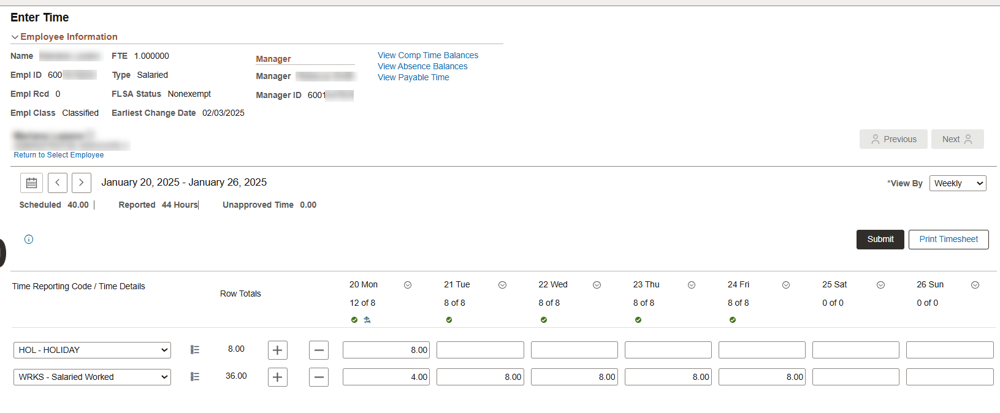 Enter Time
Employee Information
Name FTE 1.000000
Manager
View Comp Time Balances
View Absence Balances
View Payable Time
Empl ID 600 Type Salaried
Manager
Empl Rcd 0 FLSA Status Nonexempt
Manager ID 6001
Empl Class Classified Earliest Change Date 02/03/2025
Return to Select Employee
Previous Next
January 20, 2025 - January 26, 2025
*View By Weekly
Scheduled 40.00 | Reported 44 Hours| Unapproved Time 0.00
Submit Print Timesheet
Time Reporting Code / Time Details Row Totals 20 Mon 21 Tue 22 Wed 23 Thu 24 Fri 25 Sat 26 Sun
12 of 8 8 of 8 8 of 8 8 of 8 8 of 8 0 of 0 0 of 0
HOL - HOLIDAY 8.00 8.00
WRKS - Salaried Worked 36.00 4.00 8.00 8.00 8.00 8.00